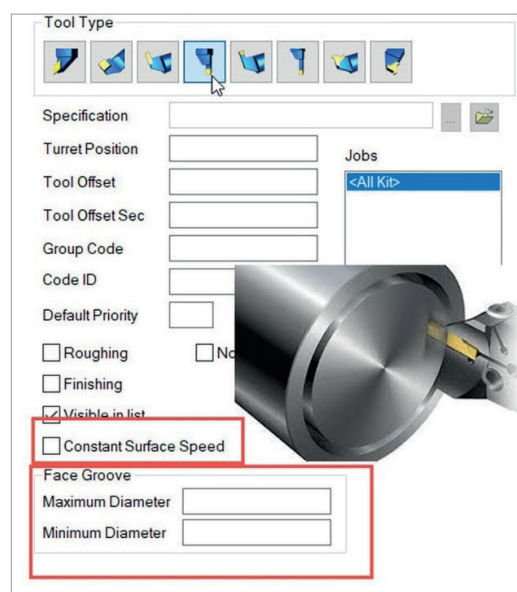 Tool Type
Specification
...
Turret Position
Jobs
Tool Offset
<All Kit>
Tool Offset Sec
Group Code
Code ID
Default Priority
Roughing
Finishing
Visible in list
Constant Surface Speed
Face Groove
Maximum Diameter
Minimum Diameter